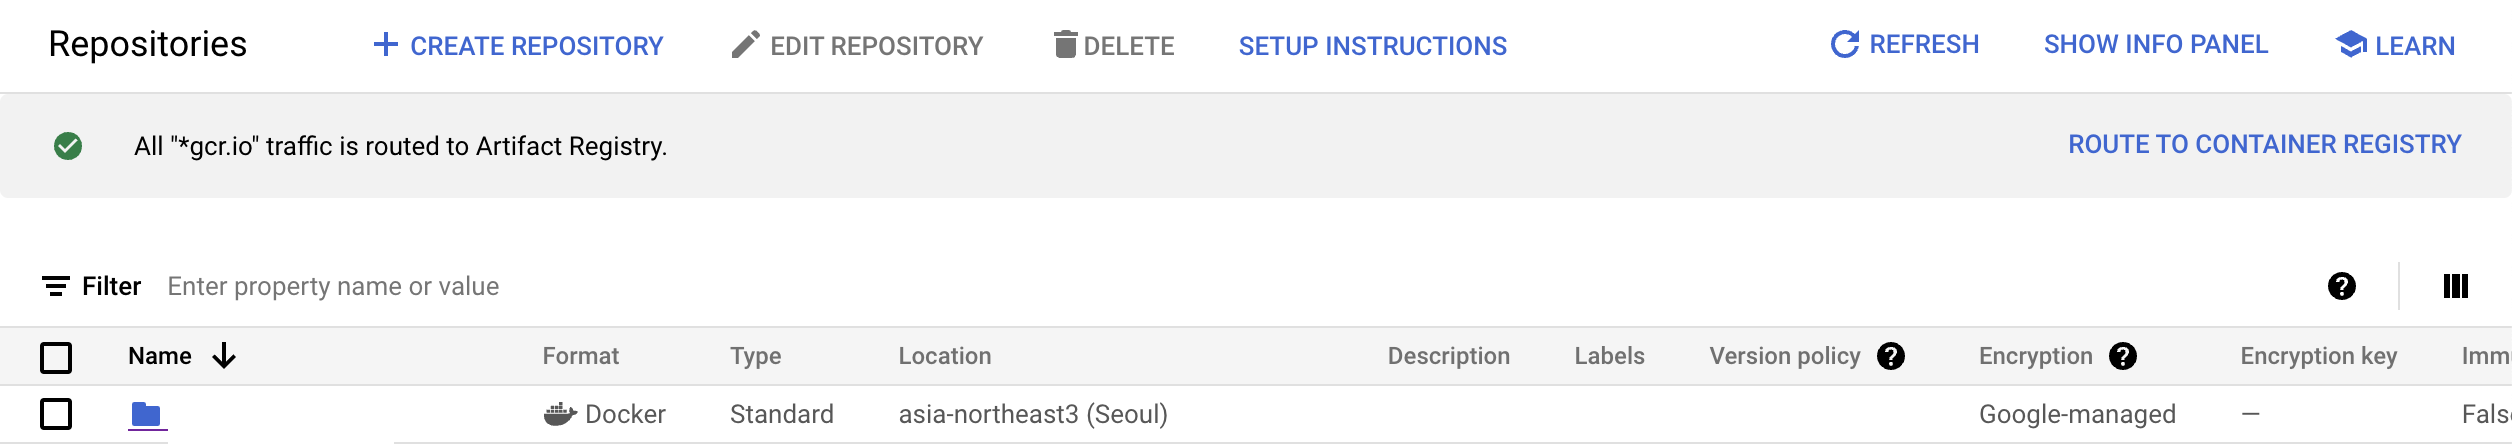 Repositories CREATE REPOSITORY EDIT REPOSITORY DELETE SETUP INSTRUCTIONS REFRESH SHOW INFO PANEL LEARN
All "*gcr.io" traffic is routed to Artifact Registry. ROUTE TO CONTAINER REGISTRY
Filter Enter property name or value
Name Format Type Location Description Labels Version policy Encryption Encryption key Imm
Docker Standard asia-northeast3 (Seoul) Google-managed — Fals